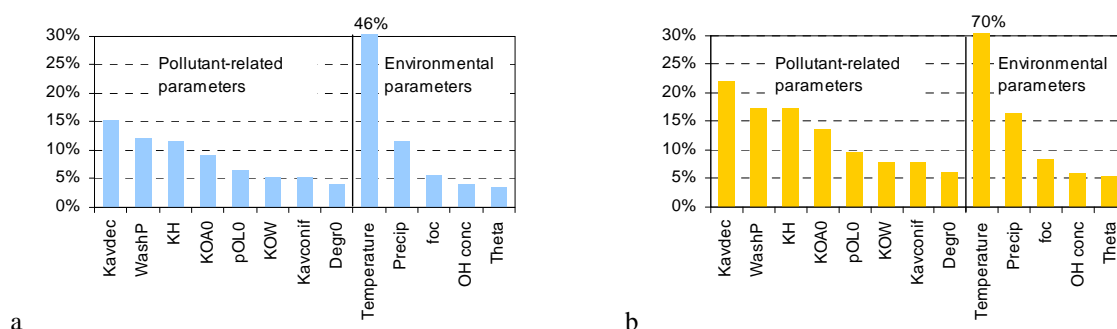 46%
30%
25%
20%
15%
10%
5%
0%
Pollutant-related
parameters
Environmental
parameters
Kavdec
WashP
KH
KOA0
pOL0
KOW
Kavconif
Degr0
Temperature
Precip
foc
OH conc
Theta
a
70%
30%
25%
20%
15%
10%
5%
0%
Pollutant-related
parameters
Environmental
parameters
Kavdec
WashP
KH
KOA0
pOL0
KOW
Kavconif
Degr0
Temperature
Precip
foc
OH conc
Theta
b